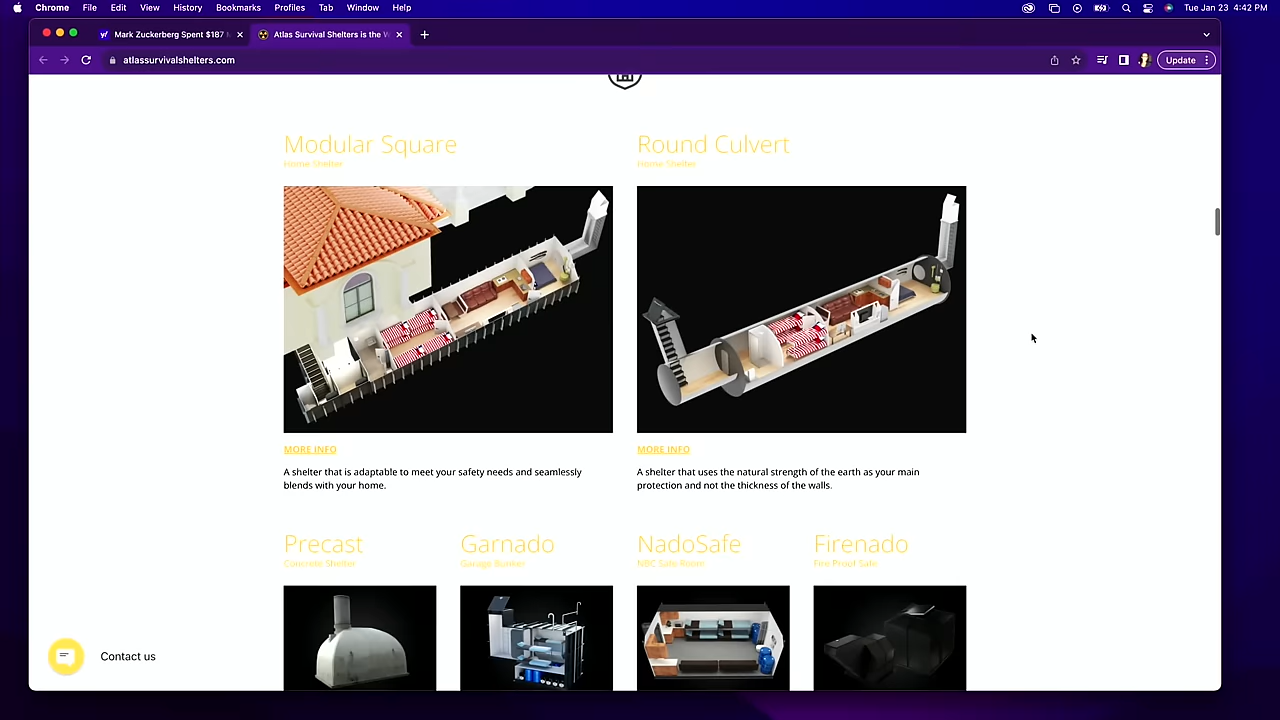 Chrome File Edit View History Bookmarks Profiles Tab Window Help
Tue Jan 23 4:42 PM
Mark Zuckerberg Spent $187
Atlas Survival Shelters is the W
atlassurvivalshelters.com
Update
Modular Square
Home Shelter
Round Culvert
Home Shelter
MORE INFO
MORE INFO
A shelter that is adaptable to meet your safety needs and seamlessly
blends with your home.
A shelter that uses the natural strength of the earth as your main
protection and not the thickness of the walls.
Precast
Concrete Shelter
Garnado
Garage Bunker
NadoSafe
NBC Safe Room
Firenado
Fire Proof Safe
Contact us